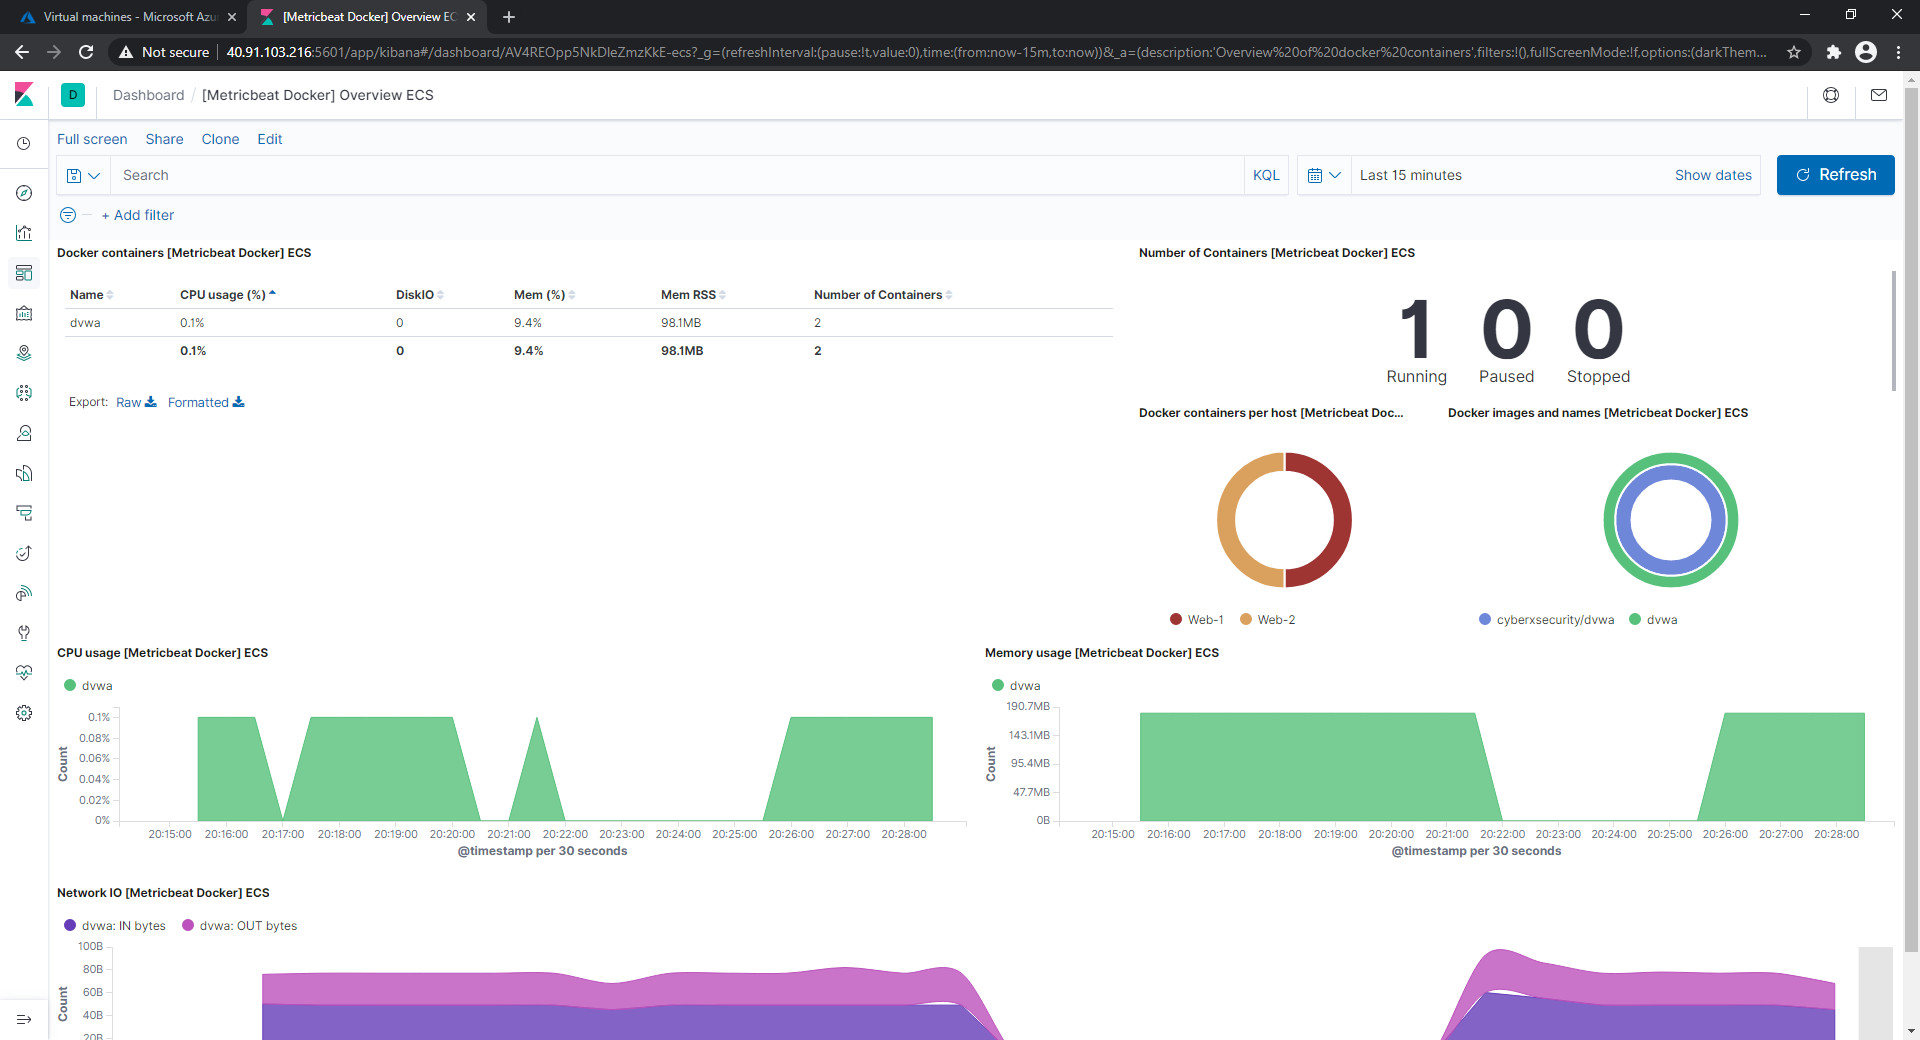 Virtual machines - Microsoft Azu
[Metricbeat Docker] Overview EC
Not secure
40.91.103.216:5601/app/kibana#/dashboard/AV4REOpp5NkDleZmzKkE-ecs?_g=(refreshInterval:(pause:!t,value:0),time:(from:now-15m,to:now))&_a=(description:'Overview%20of%20docker%20containers',filters:!(),fullScreenMode:!f,options:(darkThem...
D
Dashboard / [Metricbeat Docker] Overview ECS
Full screen Share Clone Edit
Search
KQL
Last 15 minutes
Show dates
Refresh
+ Add filter
Docker containers [Metricbeat Docker] ECS
Name CPU usage (%) DiskIO Mem (%) Mem RSS Number of Containers
dvwa 0.1% 0 9.4% 98.1MB 2
0.1% 0 9.4% 98.1MB 2
Export: Raw Formatted
Number of Containers [Metricbeat Docker] ECS
1 0 0
Running Paused Stopped
Docker containers per host [Metricbeat Doc...
Web-1 Web-2
Docker images and names [Metricbeat Docker] ECS
cyberxsecurity/dvwa dvwa
CPU usage [Metricbeat Docker] ECS
dvwa
0.1%
0.08%
0.06%
0.04%
0.02%
0%
Count
20:15:00 20:16:00 20:17:00 20:18:00 20:19:00 20:20:00 20:21:00 20:22:00 20:23:00 20:24:00 20:25:00 20:26:00 20:27:00 20:28:00
@timestamp per 30 seconds
Memory usage [Metricbeat Docker] ECS
dvwa
190.7MB
143.1MB
95.4MB
47.7MB
0B
Count
20:15:00 20:16:00 20:17:00 20:18:00 20:19:00 20:20:00 20:21:00 20:22:00 20:23:00 20:24:00 20:25:00 20:26:00 20:27:00 20:28:00
@timestamp per 30 seconds
Network IO [Metricbeat Docker] ECS
dvwa: IN bytes dvwa: OUT bytes
100B
80B
60B
40B
20B
Count